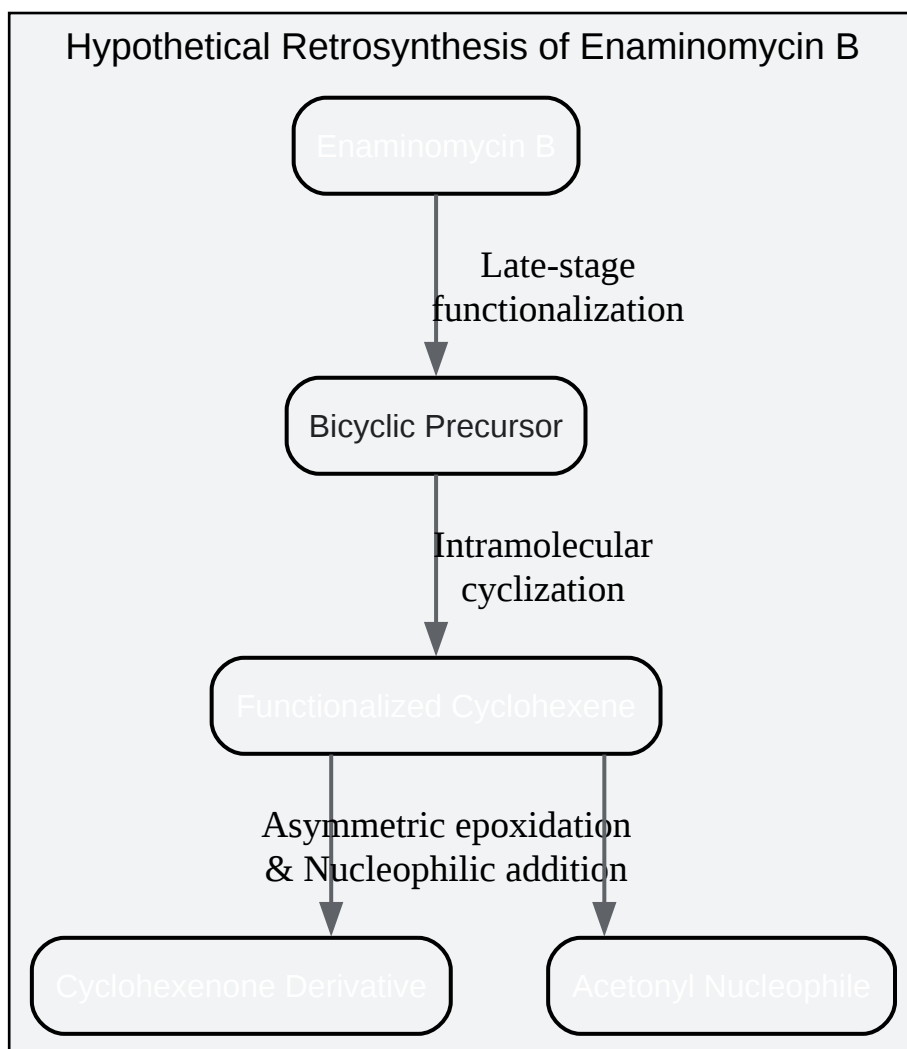 Hypothetical Retrosynthesis of Enaminomycin B
Enaminomycin B
Late-stage
functionalization
Bicyclic Precursor
Intramolecular
cyclization
Functionalized Cyclohexene
Asymmetric epoxidation
& Nucleophilic addition
Cyclohexenone Derivative
Acetonyl Nucleophile